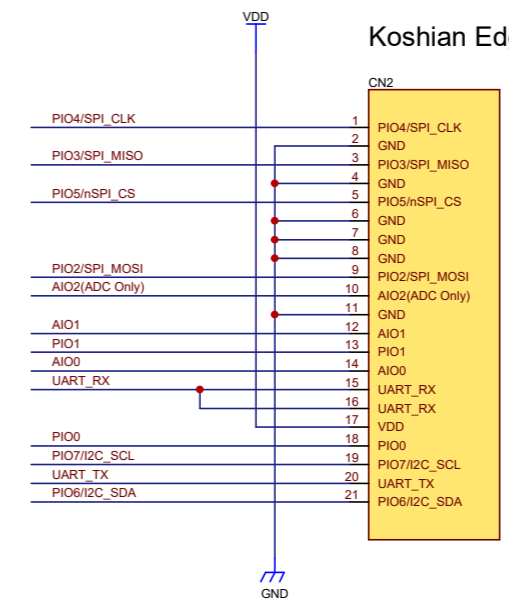 VDD
Koshian Ed
CN2
PIO4/SPI_CLK 1 PIO4/SPI_CLK
2 GND
PIO3/SPI_MISO 3 PIO3/SPI_MISO
4 GND
PIO5/nSPI_CS 5 PIO5/nSPI_CS
6 GND
7 GND
8 GND
PIO2/SPI_MOSI 9 PIO2/SPI_MOSI
AIO2(ADC Only) 10 AIO2(ADC Only)
11 GND
AIO1 12 AIO1
PIO1 13 PIO1
AIO0 14 AIO0
UART_RX 15 UART_RX
16 UART_RX
17 VDD
PIO0 18 PIO0
PIO7/I2C_SCL 19 PIO7/I2C_SCL
UART_TX 20 UART_TX
PIO6/I2C_SDA 21 PIO6/I2C_SDA
GND